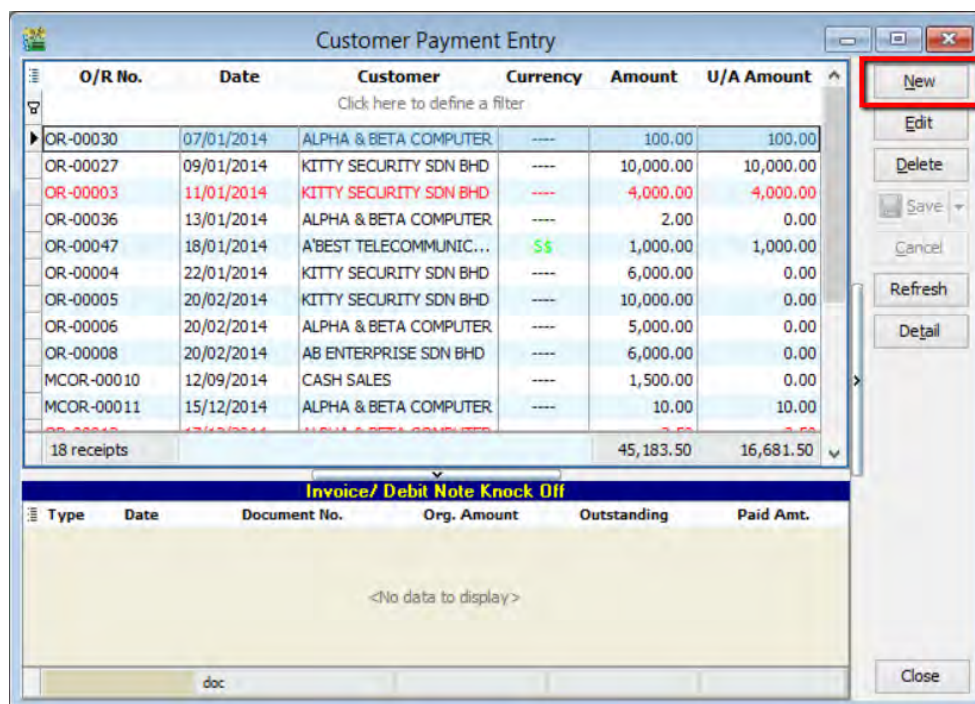 Customer Payment Entry
O/R No. Date Customer Currency Amount U/A Amount
Click here to define a filter
OR-00030 07/01/2014 ALPHA & BETA COMPUTER ---- 100.00 100.00
OR-00027 09/01/2014 KITTY SECURITY SDN BHD ---- 10,000.00 10,000.00
OR-00003 11/01/2014 KITTY SECURITY SDN BHD ---- 4,000.00 4,000.00
OR-00036 13/01/2014 ALPHA & BETA COMPUTER ---- 2.00 0.00
OR-00047 18/01/2014 A'BEST TELECOMMUNIC... S$ 1,000.00 1,000.00
OR-00004 22/01/2014 KITTY SECURITY SDN BHD ---- 6,000.00 0.00
OR-00005 20/02/2014 KITTY SECURITY SDN BHD ---- 10,000.00 0.00
OR-00006 20/02/2014 ALPHA & BETA COMPUTER ---- 5,000.00 0.00
OR-00008 20/02/2014 AB ENTERPRISE SDN BHD ---- 6,000.00 0.00
MCOR-00010 12/09/2014 CASH SALES ---- 1,500.00 0.00
MCOR-00011 15/12/2014 ALPHA & BETA COMPUTER ---- 10.00 10.00
18 receipts 45,183.50 16,681.50
Invoice/ Debit Note Knock Off
Type Date Document No. Org. Amount Outstanding Paid Amt.
<No data to display>
doc
New
Edit
Delete
Save
Cancel
Refresh
Detail
Close